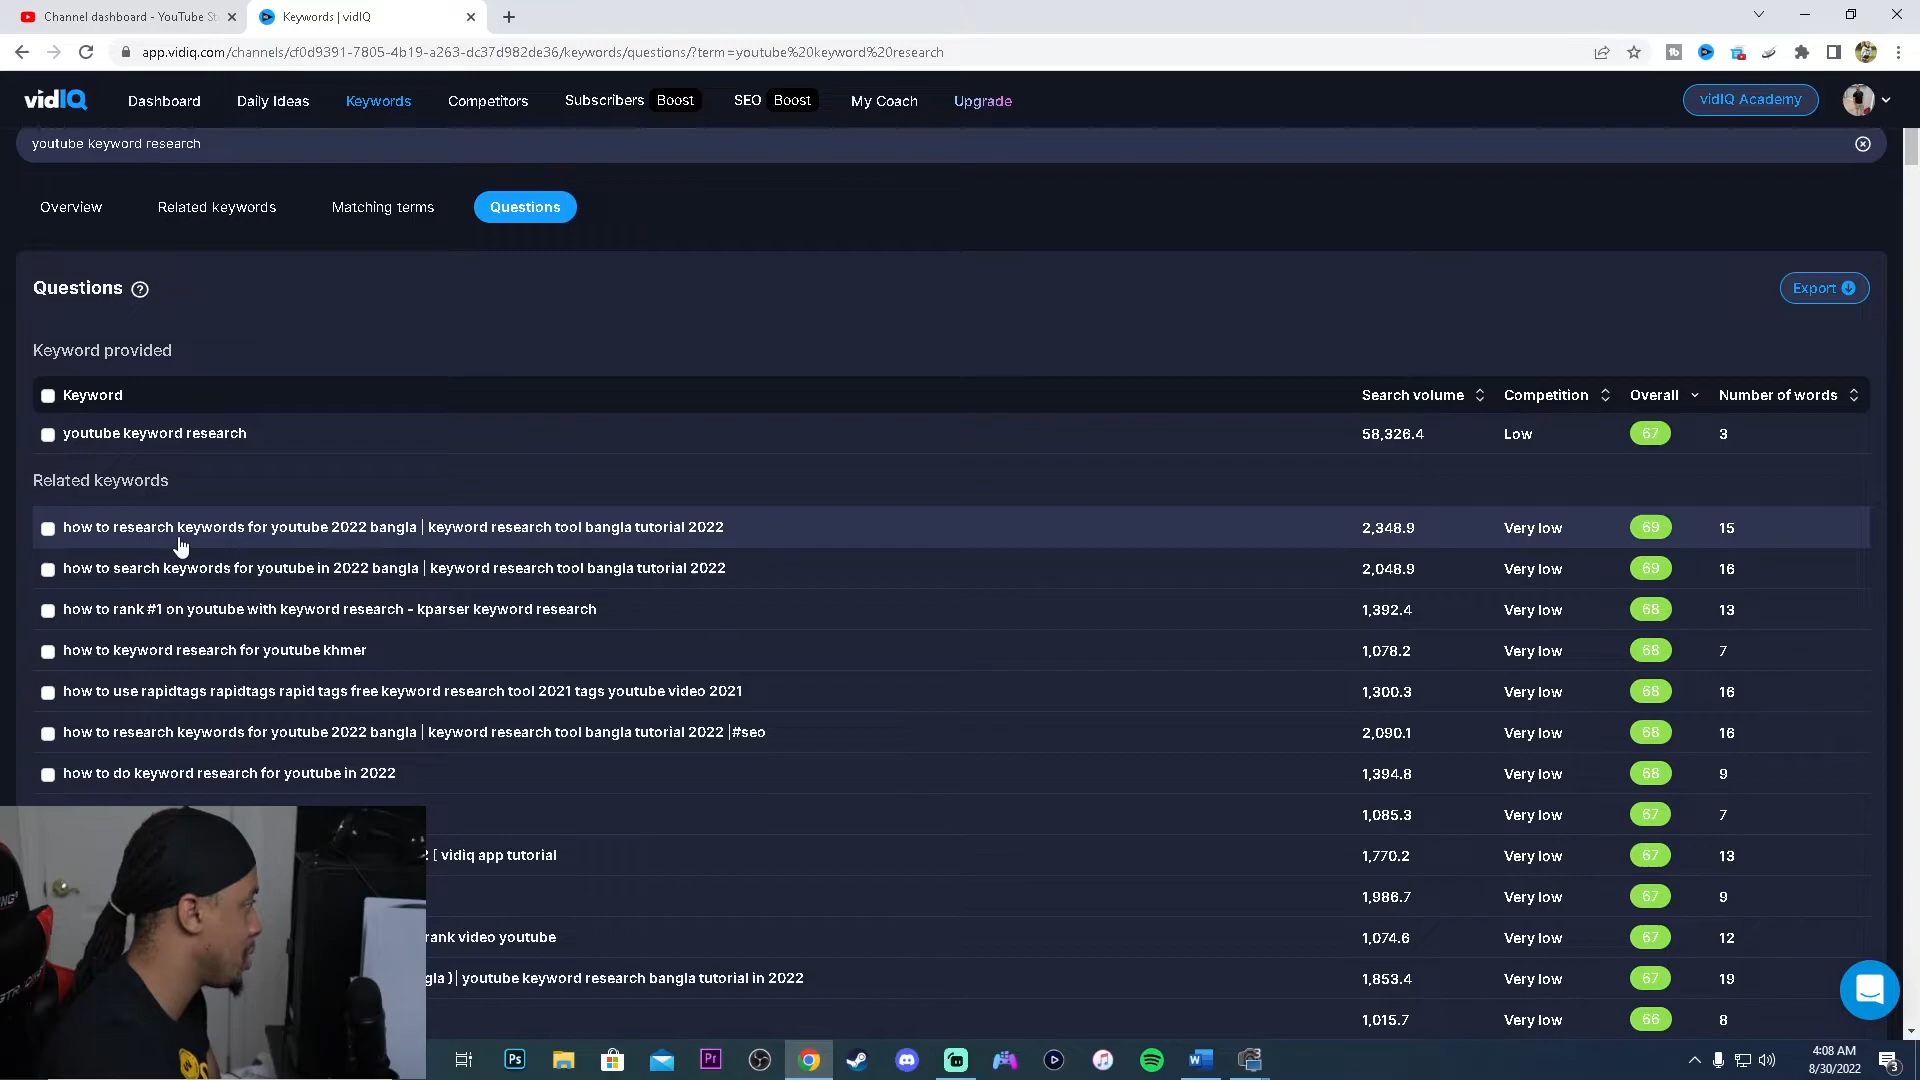 Channel dashboard - YouTube St
Keywords | vidIQ
app.vidiq.com/channels/cf0d9391-7805-4b19-a263-dc37d982de36/keywords/questions/?term=youtube%20keyword%20research
vidIQ Dashboard Daily Ideas Keywords Competitors Subscribers Boost SEO Boost My Coach Upgrade vidIQ Academy
youtube keyword research
Overview Related keywords Matching terms Questions
Questions ? Export
Keyword provided
Keyword Search volume Competition Overall Number of words
youtube keyword research 58,326.4 Low 67 3
Related keywords
how to research keywords for youtube 2022 bangla | keyword research tool bangla tutorial 2022 2,348.9 Very low 69 15
how to search keywords for youtube in 2022 bangla | keyword research tool bangla tutorial 2022 2,048.9 Very low 69 16
how to rank #1 on youtube with keyword research - kparser keyword research 1,392.4 Very low 68 13
how to keyword research for youtube khmer 1,078.2 Very low 68 7
how to use rapidtags rapidtags rapid tags free keyword research tool 2021 tags youtube video 2021 1,300.3 Very low 68 16
how to research keywords for youtube 2022 bangla | keyword research tool bangla tutorial 2022 |#seo 2,090.1 Very low 68 16
how to do keyword research for youtube in 2022 1,394.8 Very low 68 9
1,085.3 Very low 67 7
[ vidiq app tutorial 1,770.2 Very low 67 13
1,986.7 Very low 67 9
rank video youtube 1,074.6 Very low 67 12
gla }| youtube keyword research bangla tutorial in 2022 1,853.4 Very low 67 19
1,015.7 Very low 66 8
Ps Pr W
4:08 AM
8/30/2022
3